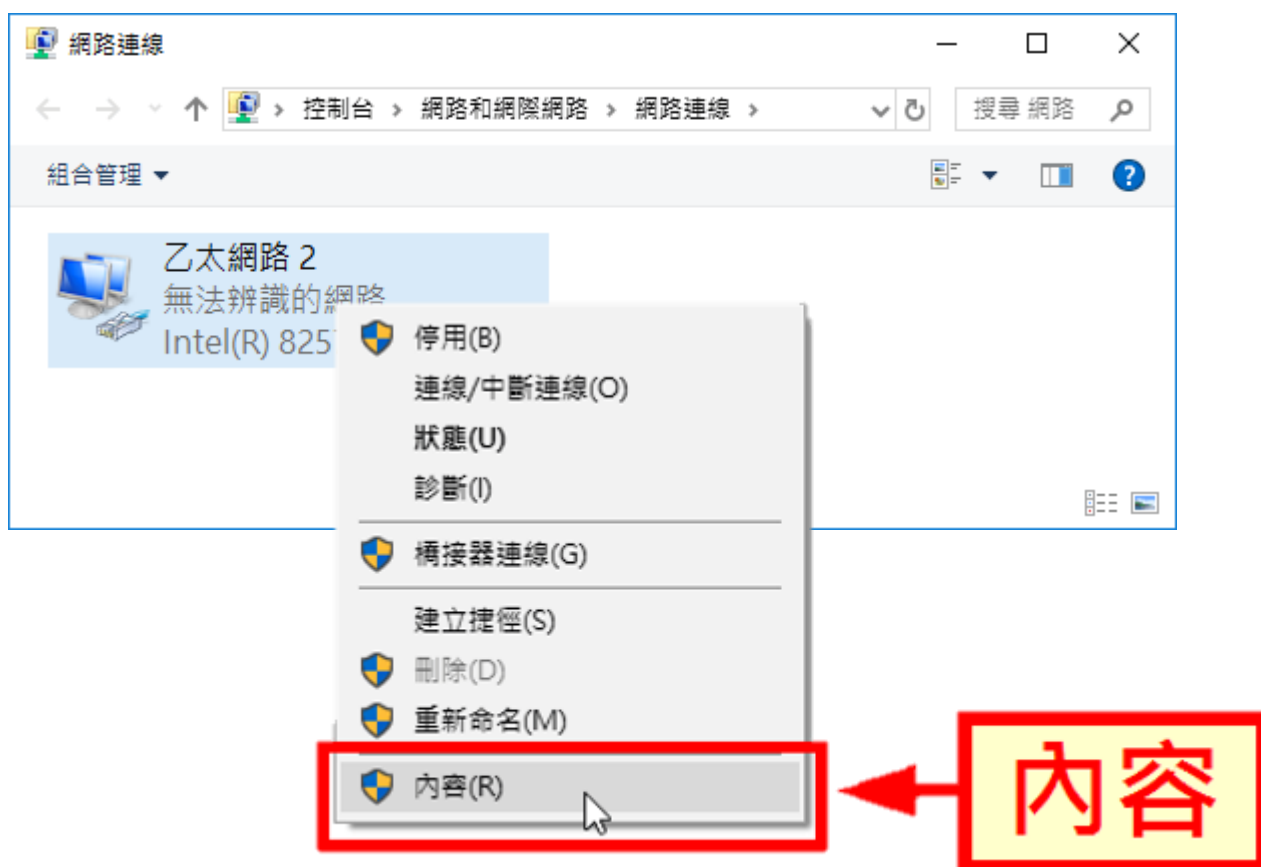 網路連線
控制台 > 網路和網際網路 > 網路連線 >
搜尋 網路
組合管理
乙太網路 2
無法辨識的網路
Intel(R) 825
停用(B)
連線/中斷連線(O)
狀態(U)
診斷(I)
橋接器連線(G)
建立捷徑(S)
刪除(D)
重新命名(M)
內容(R)
內容